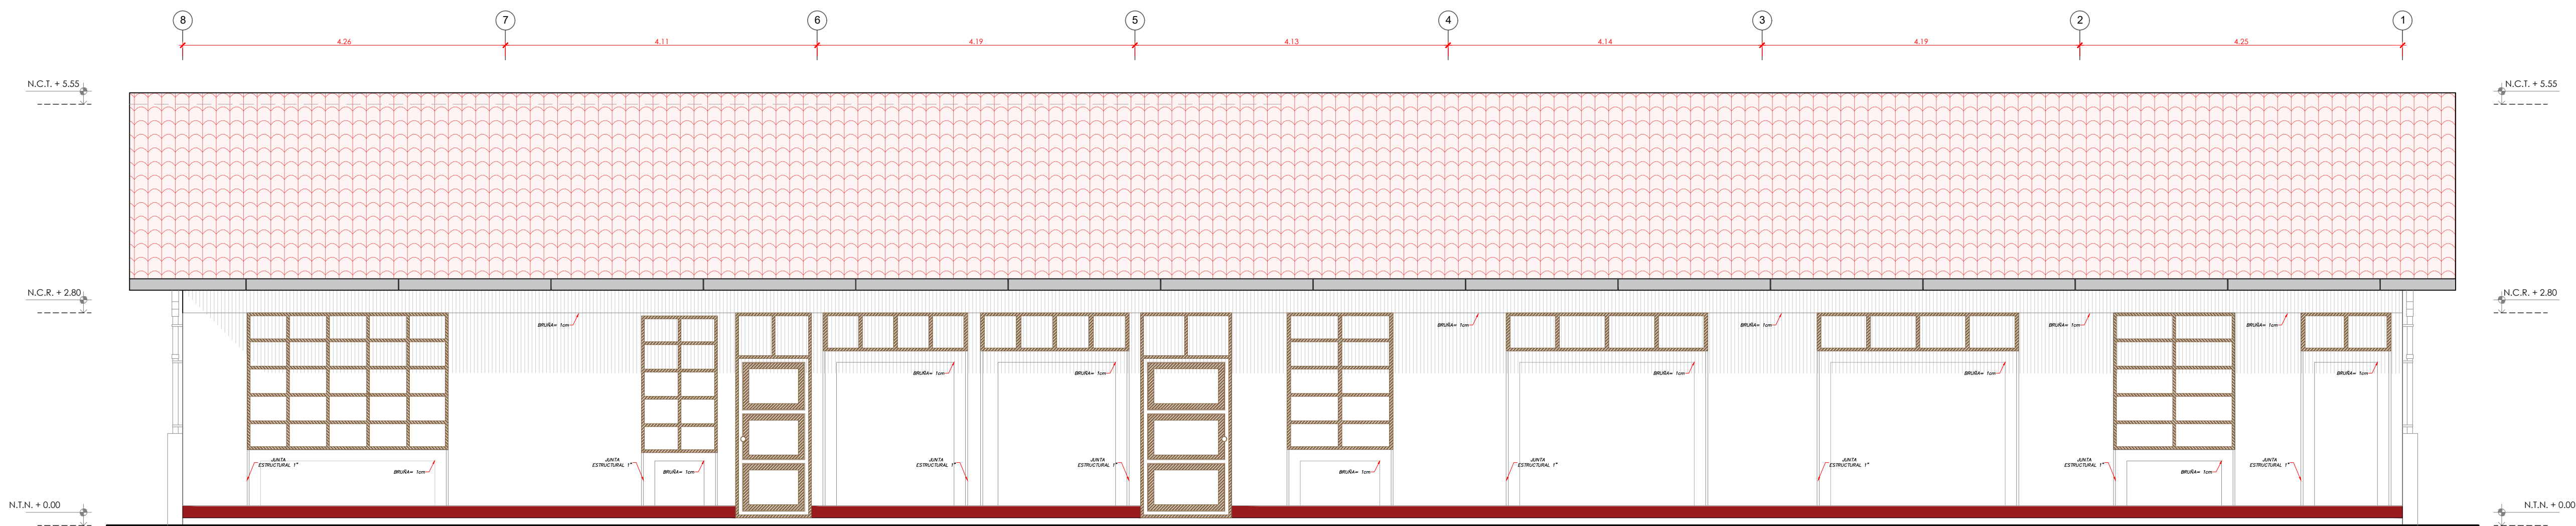 8 7 6 5 4 3 2 1
4.26 4.11 4.19 4.13 4.14 4.19 4.25
N.C.T. + 5.55 N.C.T. + 5.55
N.C.R. + 2.80 N.C.R. + 2.80
BRUÑA= 1cm BRUÑA= 1cm BRUÑA= 1cm BRUÑA= 1cm BRUÑA= 1cm
BRUÑA= 1cm BRUÑA= 1cm BRUÑA= 1cm BRUÑA= 1cm BRUÑA= 1cm
JUNTA JUNTA JUNTA JUNTA JUNTA JUNTA JUNTA JUNTA
ESTRUCTURAL 1" ESTRUCTURAL 1" ESTRUCTURAL 1" ESTRUCTURAL 1" ESTRUCTURAL 1" ESTRUCTURAL 1" ESTRUCTURAL 1" ESTRUCTURAL 1"
BRUÑA= 1cm BRUÑA= 1cm BRUÑA= 1cm BRUÑA= 1cm
N.T.N. + 0.00 N.T.N. + 0.00